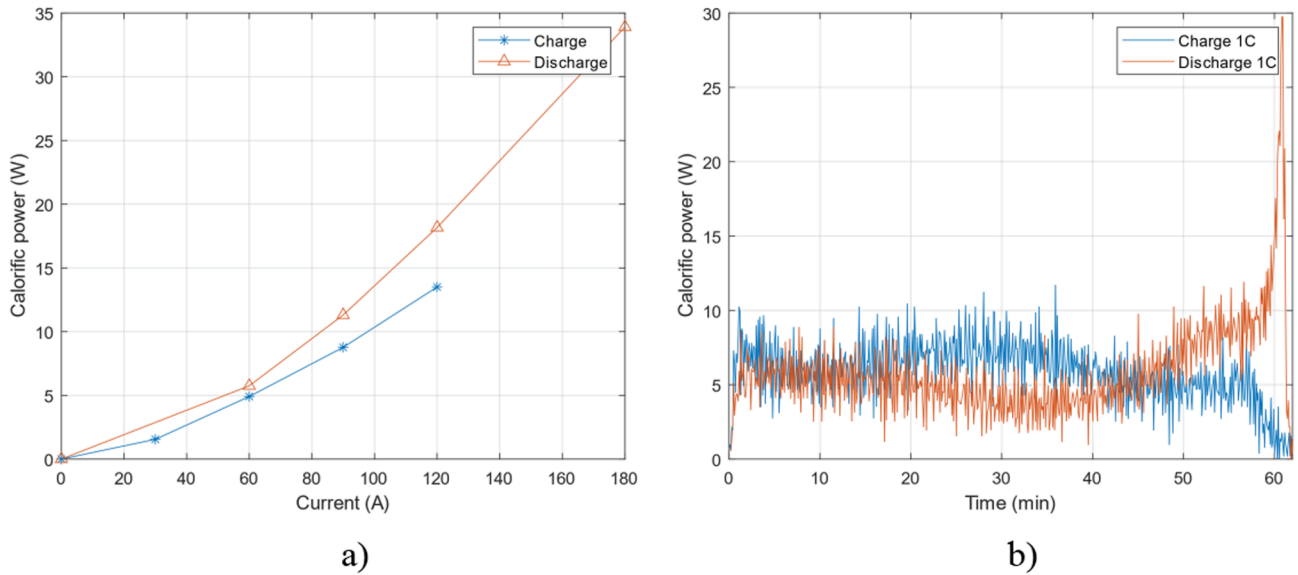 35
30
25
20
15
10
5
0
Calorific power (W)
0 20 40 60 80 100 120 140 160 180
Current (A)
Charge
Discharge
a)
30
25
20
15
10
5
0
Calorific power (W)
0 10 20 30 40 50 60
Time (min)
Charge 1C
Discharge 1C
b)